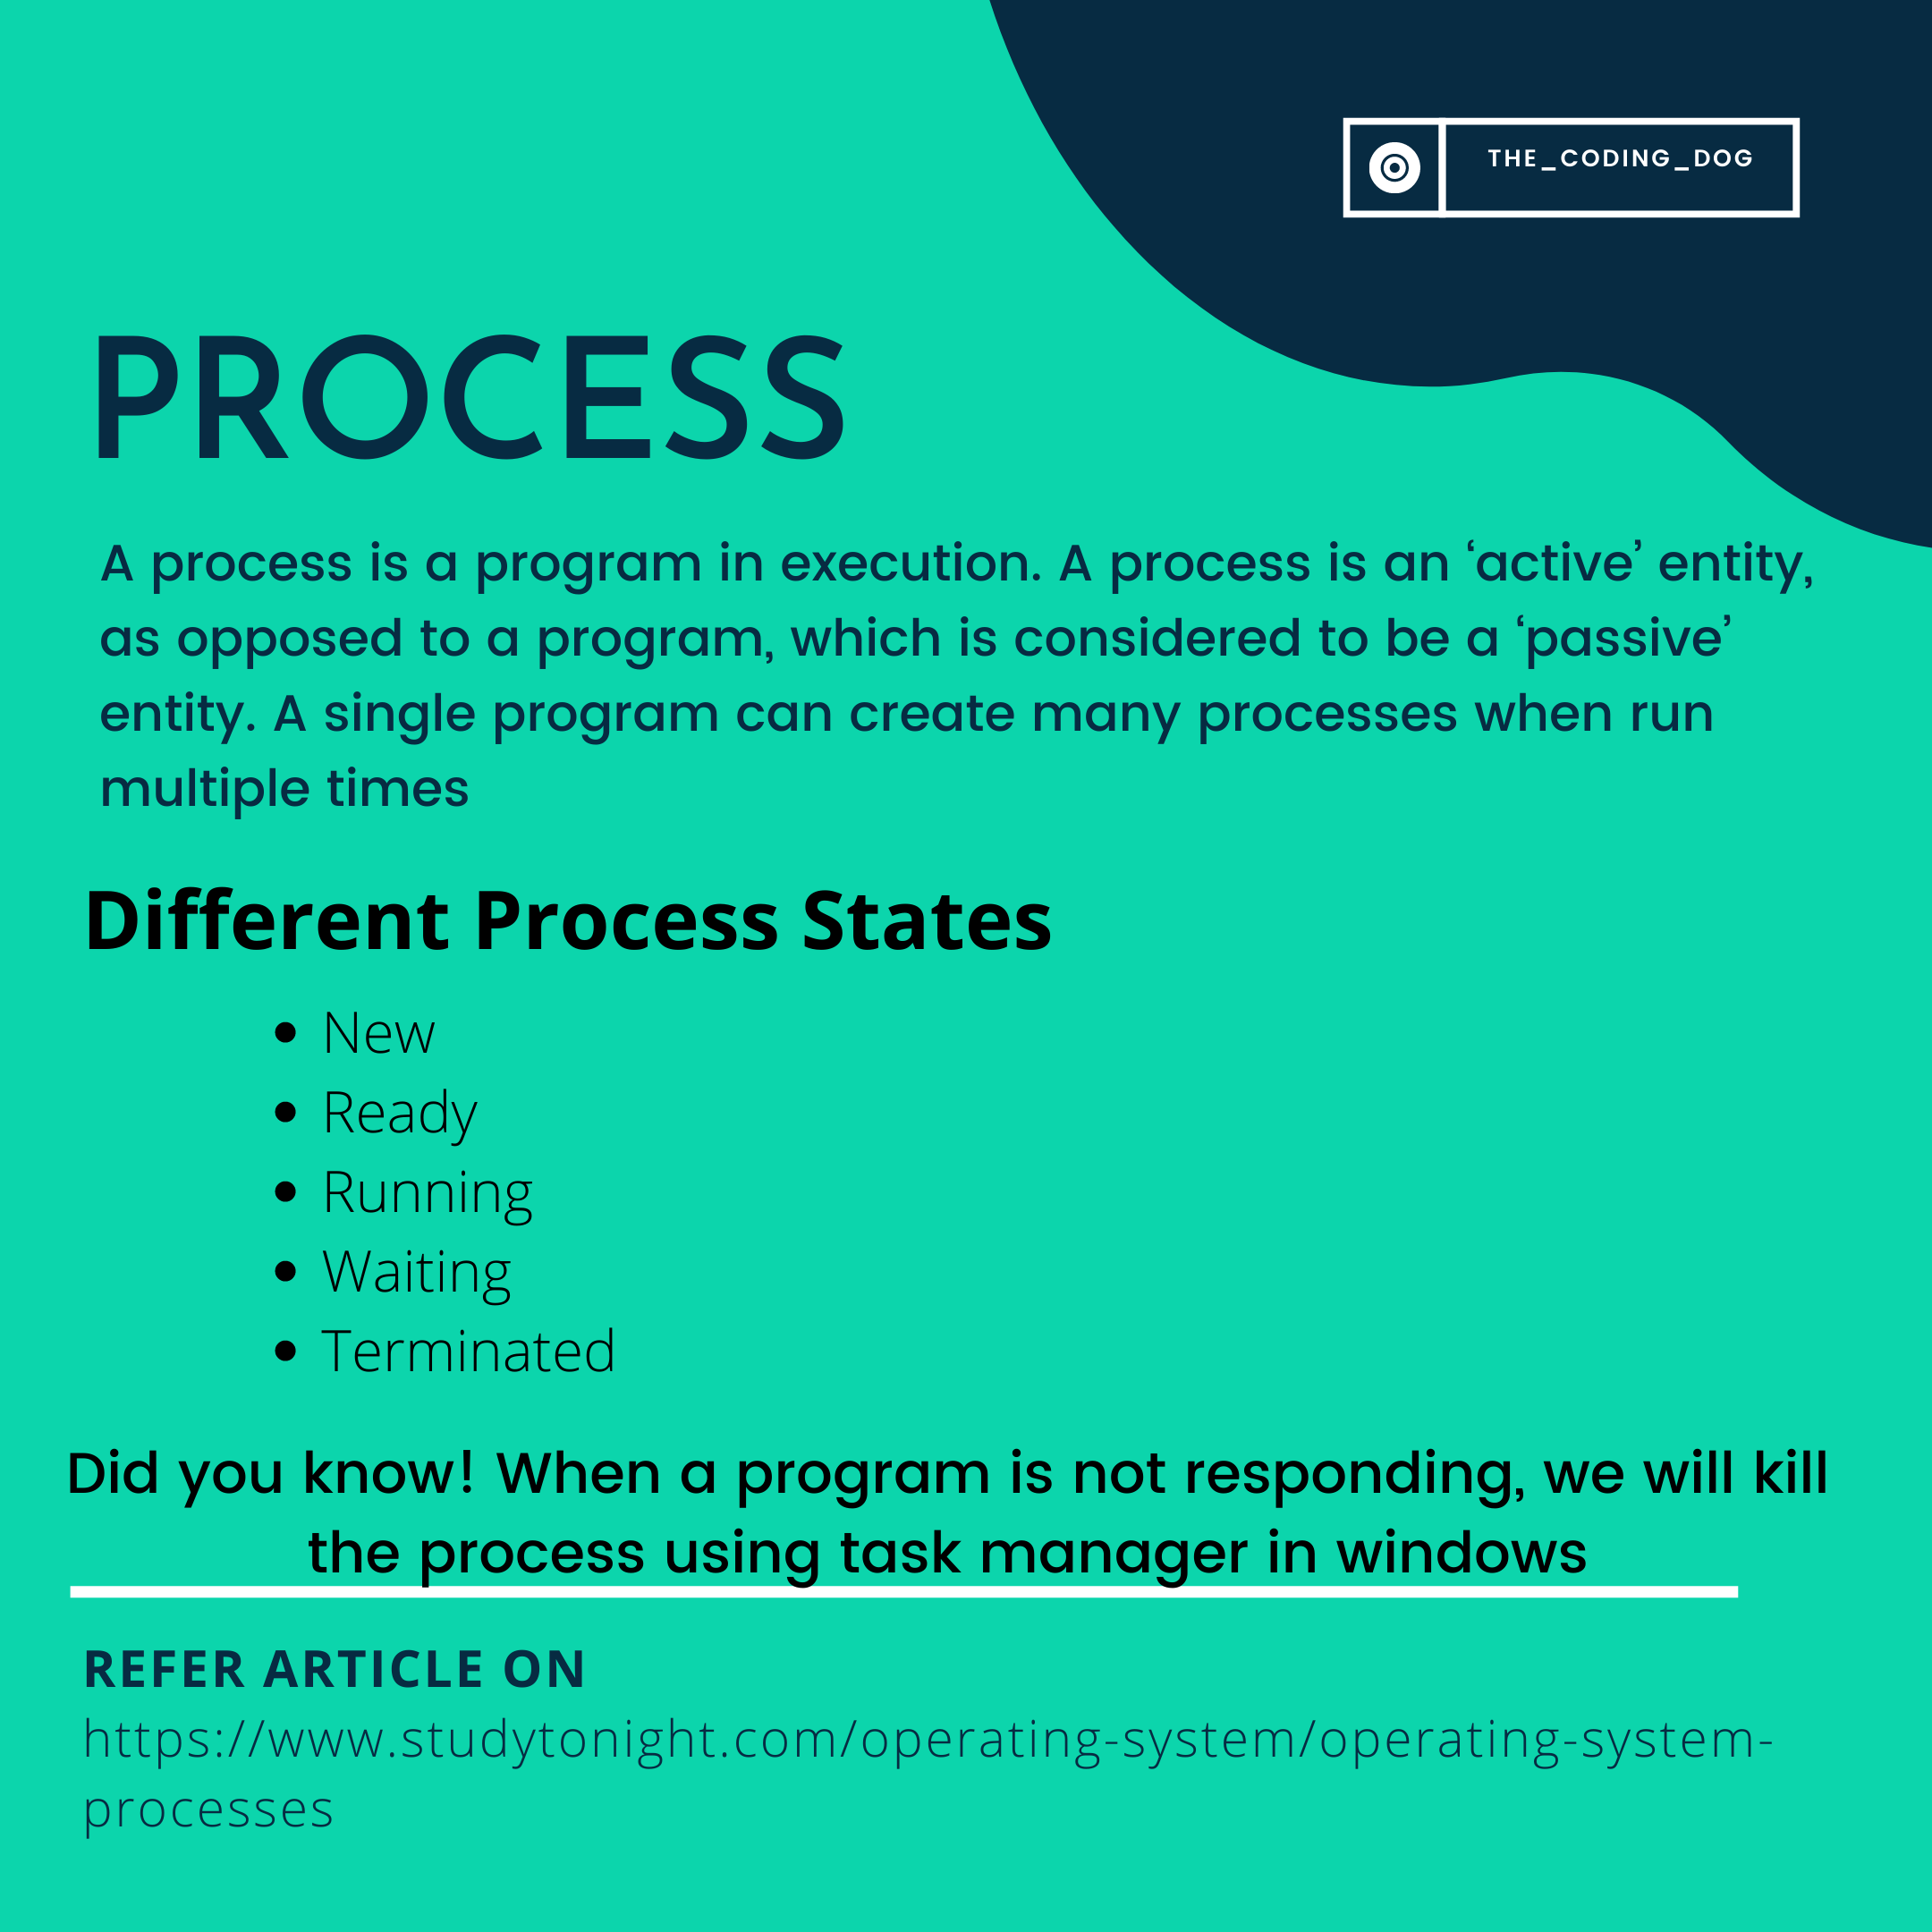 THE_CODING_DOG
PROCESS
A process is a program in execution. A process is an ‘active’ entity,
as opposed to a program, which is considered to be a ‘passive’
entity. A single program can create many processes when run
multiple times
Different Process States
• New
• Ready
• Running
• Waiting
• Terminated
Did you know! When a program is not responding, we will kill
the process using task manager in windows
REFER ARTICLE ON
https://www.studytonight.com/operating-system/operating-system-
processes